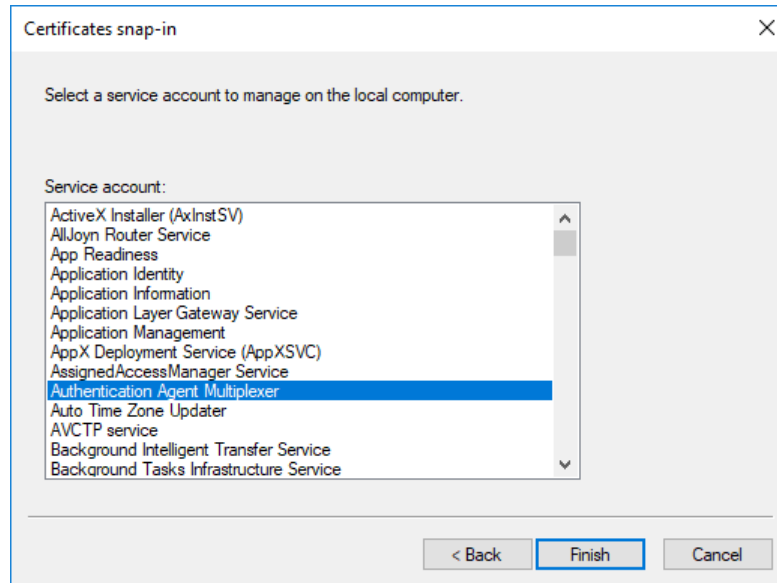 Certificates snap-in
Select a service account to manage on the local computer.
Service account:
ActiveX Installer (AxInstSV)
AllJoyn Router Service
App Readiness
Application Identity
Application Information
Application Layer Gateway Service
Application Management
AppX Deployment Service (AppXSVC)
AssignedAccessManager Service
Authentication Agent Multiplexer
Auto Time Zone Updater
AVCTP service
Background Intelligent Transfer Service
Background Tasks Infrastructure Service
< Back Finish Cancel